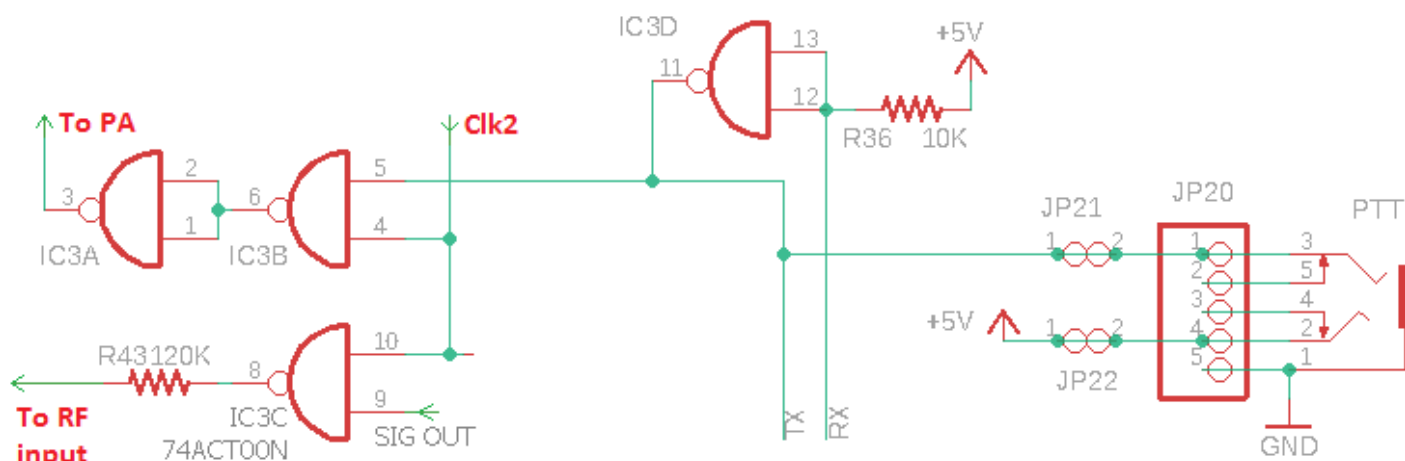 IC3D
13
+5V
11
12
R36
10K
To PA
Clk2
2
5
3
6
1
4
IC3A
IC3B
JP21
JP20
PTT
1
2
1
3
2
5
3
4
+5V
1
2
4
2
5
1
JP22
R43120K
10
8
9
To RF
input
IC3C
74ACT00N
SIG OUT
TX
RX
GND